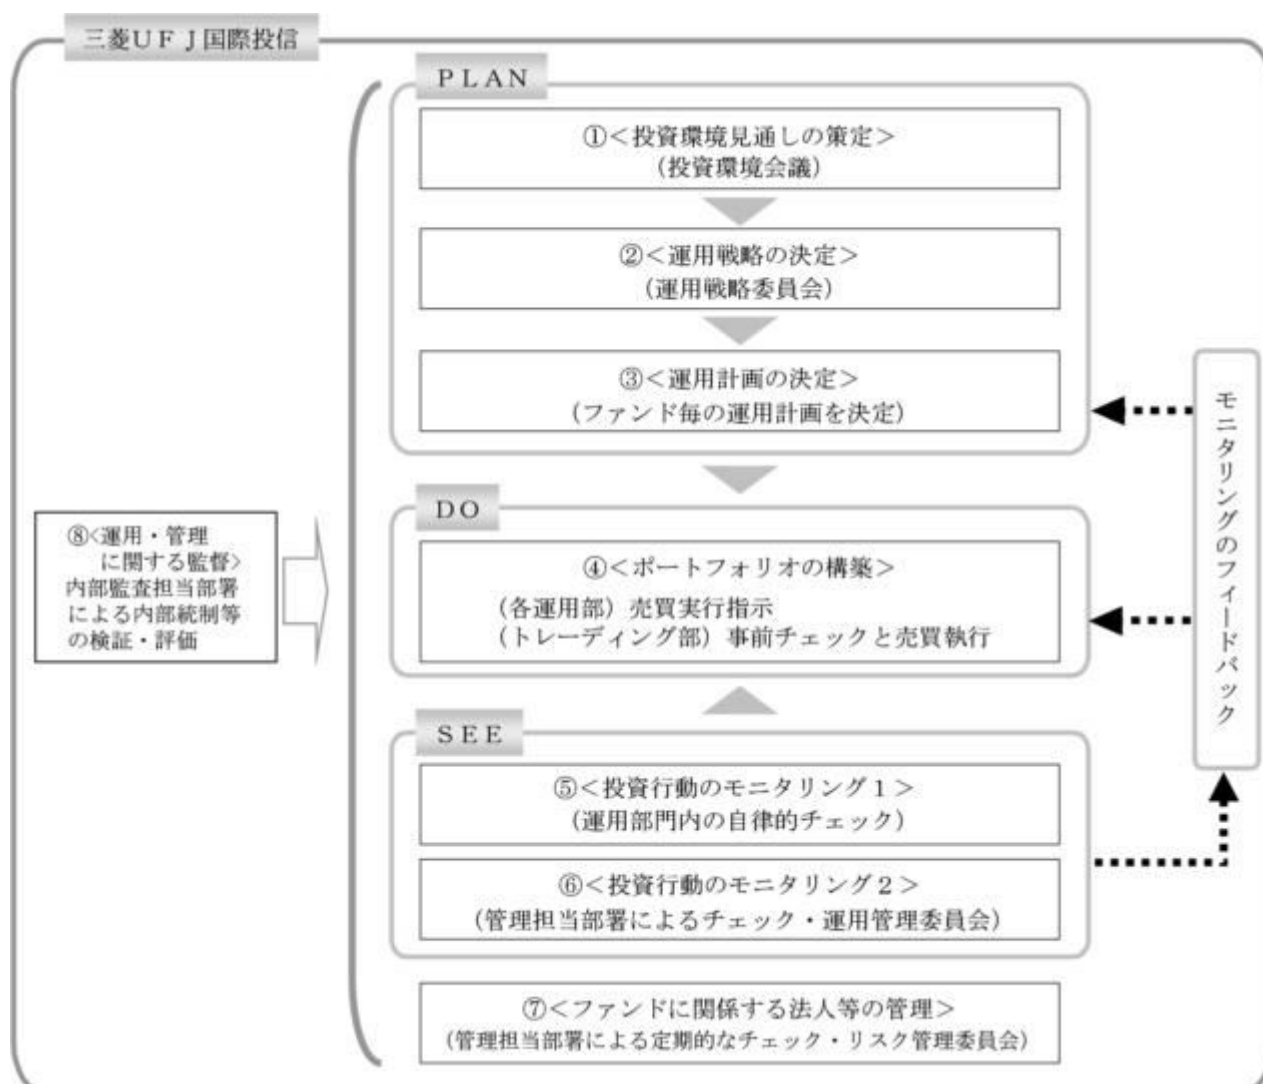 三菱ＵＦＪ国際投信
ＰＬＡＮ
①＜投資環境見通しの策定＞
（投資環境会議）
②＜運用戦略の決定＞
（運用戦略委員会）
③＜運用計画の決定＞
（ファンド毎の運用計画を決定）
ＤＯ
④＜ポートフォリオの構築＞
（各運用部）売買実行指示
（トレーディング部）事前チェックと売買執行
ＳＥＥ
⑤＜投資行動のモニタリング１＞
（運用部門内の自律的チェック）
⑥＜投資行動のモニタリング２＞
（管理担当部署によるチェック・運用管理委員会）
⑦＜ファンドに関係する法人等の管理＞
（管理担当部署による定期的なチェック・リスク管理委員会）
⑧<運用・管理
に関する監督>
内部監査担当部署
による内部統制等
の検証・評価
モニタリングのフィードバック